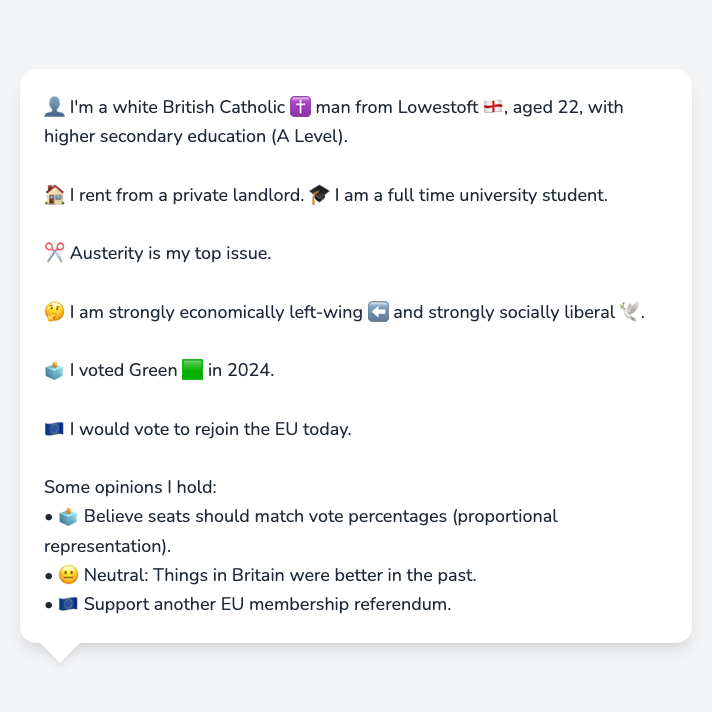 👤 I'm a white British Catholic ✝️ man from Lowestoft 🏴󠁧󠁢󠁥󠁮󠁧󠁿, aged 22, with
higher secondary education (A Level).
🏠 I rent from a private landlord. 🎓 I am a full time university student.
✂️ Austerity is my top issue.
🤔 I am strongly economically left-wing ⬅️ and strongly socially liberal 🕊️.
🗳️ I voted Green 🟩 in 2024.
🇪🇺 I would vote to rejoin the EU today.
Some opinions I hold:
• 🗳️ Believe seats should match vote percentages (proportional
representation).
• 😐 Neutral: Things in Britain were better in the past.
• 🇪🇺 Support another EU membership referendum.